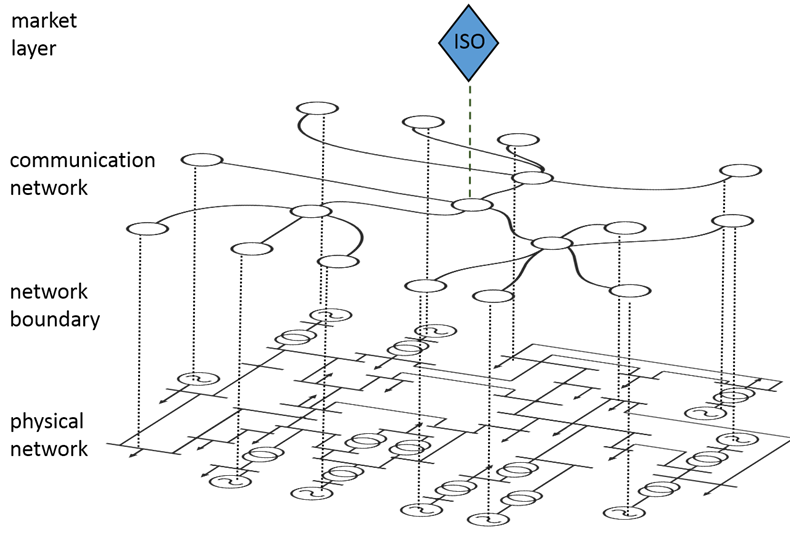 market
layer
ISO
communication
network
network
boundary
physical
network